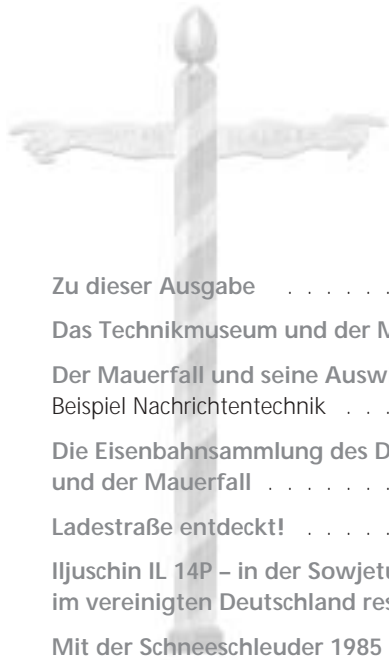 Zu dieser Ausgabe . . . . . .
Das Technikmuseum und der M
Der Mauerfall und seine Ausw
Beispiel Nachrichtentechnik . . . .
Die Eisenbahnsammlung des D
und der Mauerfall . . . . . . . .
Ladestraße entdeckt! . . . . . .
Iljuschin IL 14P – in der Sowjetu
im vereinigten Deutschland res
Mit der Schneeschleuder 1985